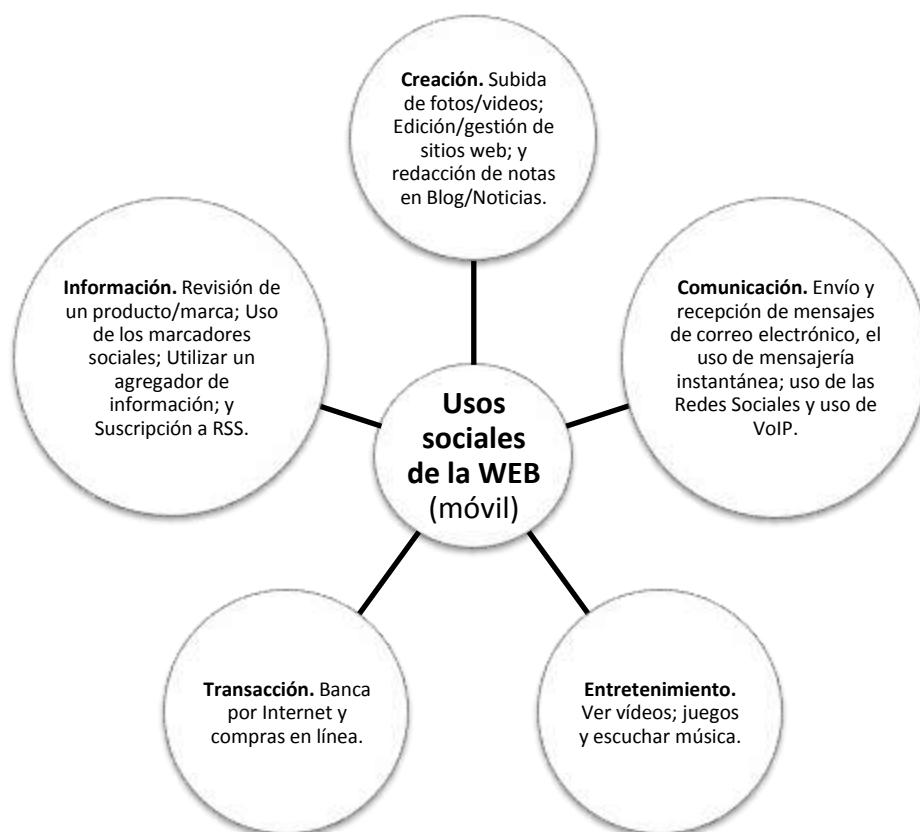 Creación. Subida
de fotos/videos;
Edición/gestión de
sitios web; y
redacción de notas
en Blog/Noticias.
Información. Revisión de
un producto/marca; Uso
de los marcadores
sociales; Utilizar un
agregador de
información; y
Suscripción a RSS.
Comunicación. Envío y
recepción de mensajes
de correo electrónico, el
uso de mensajería
instantánea; uso de las
Redes Sociales y uso de
VoIP.
Usos
sociales
de la WEB
(móvil)
Transacción. Banca
por Internet y
compras en línea.
Entretenimiento.
Ver vídeos; juegos
y escuchar música.